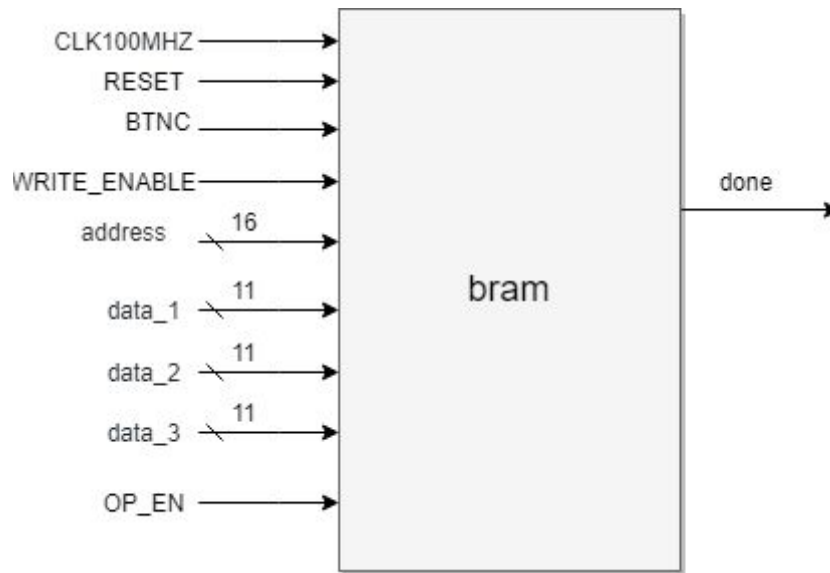 CLK100MHZ
RESET
BTNC
WRITE_ENABLE
done
address
16
bram
data_1
11
data_2
11
data_3
11
OP_EN